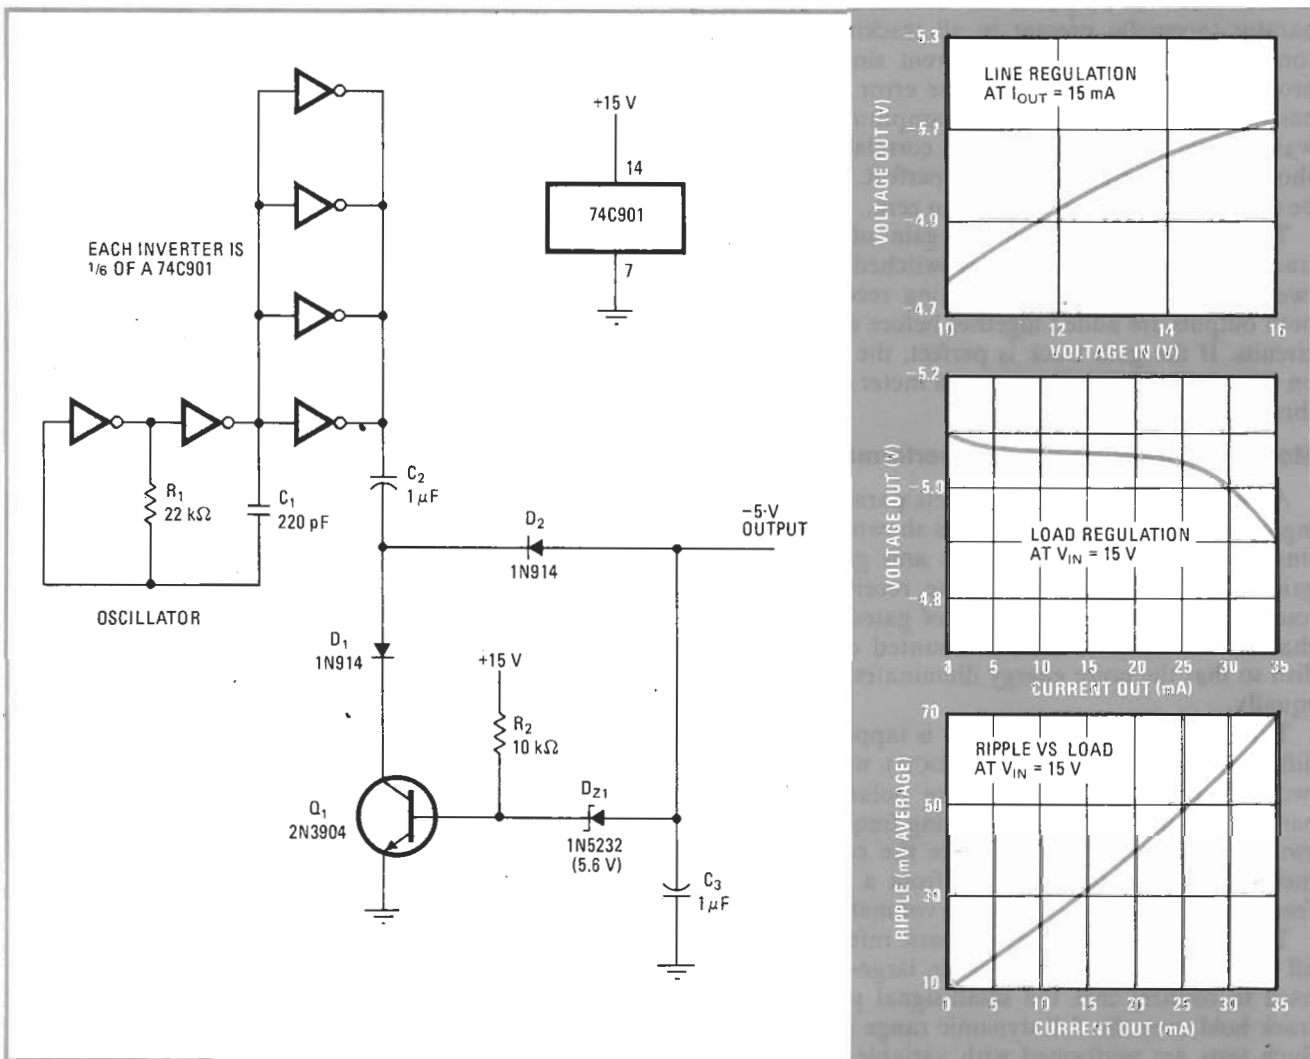 EACH INVERTER IS
1/6 OF A 74C901
+15 V
14
74C901
7
R1
22 kΩ
C1
220 pF
C2
1 μF
OSCILLATOR
D2
1N914
-5-V
OUTPUT
D1
1N914
+15 V
R2
10 kΩ
Q1
2N3904
DZ1
1N5232
(5.6 V)
C3
1 μF
LINE REGULATION
AT IOUT = 15 mA
VOLTAGE OUT (V)
-5.3
-5.1
-4.9
-4.7
10 12 14 16
VOLTAGE IN (V)
-5.2
-5.0
-4.8
VOLTAGE OUT (V)
LOAD REGULATION
AT VIN = 15 V
0 5 10 15 20 25 30 35
CURRENT OUT (mA)
RIPPLE VS LOAD
AT VIN = 15 V
RIPPLE (mV AVERAGE)
70
50
30
10
0 5 10 15 20 25 30 35
CURRENT OUT (mA)